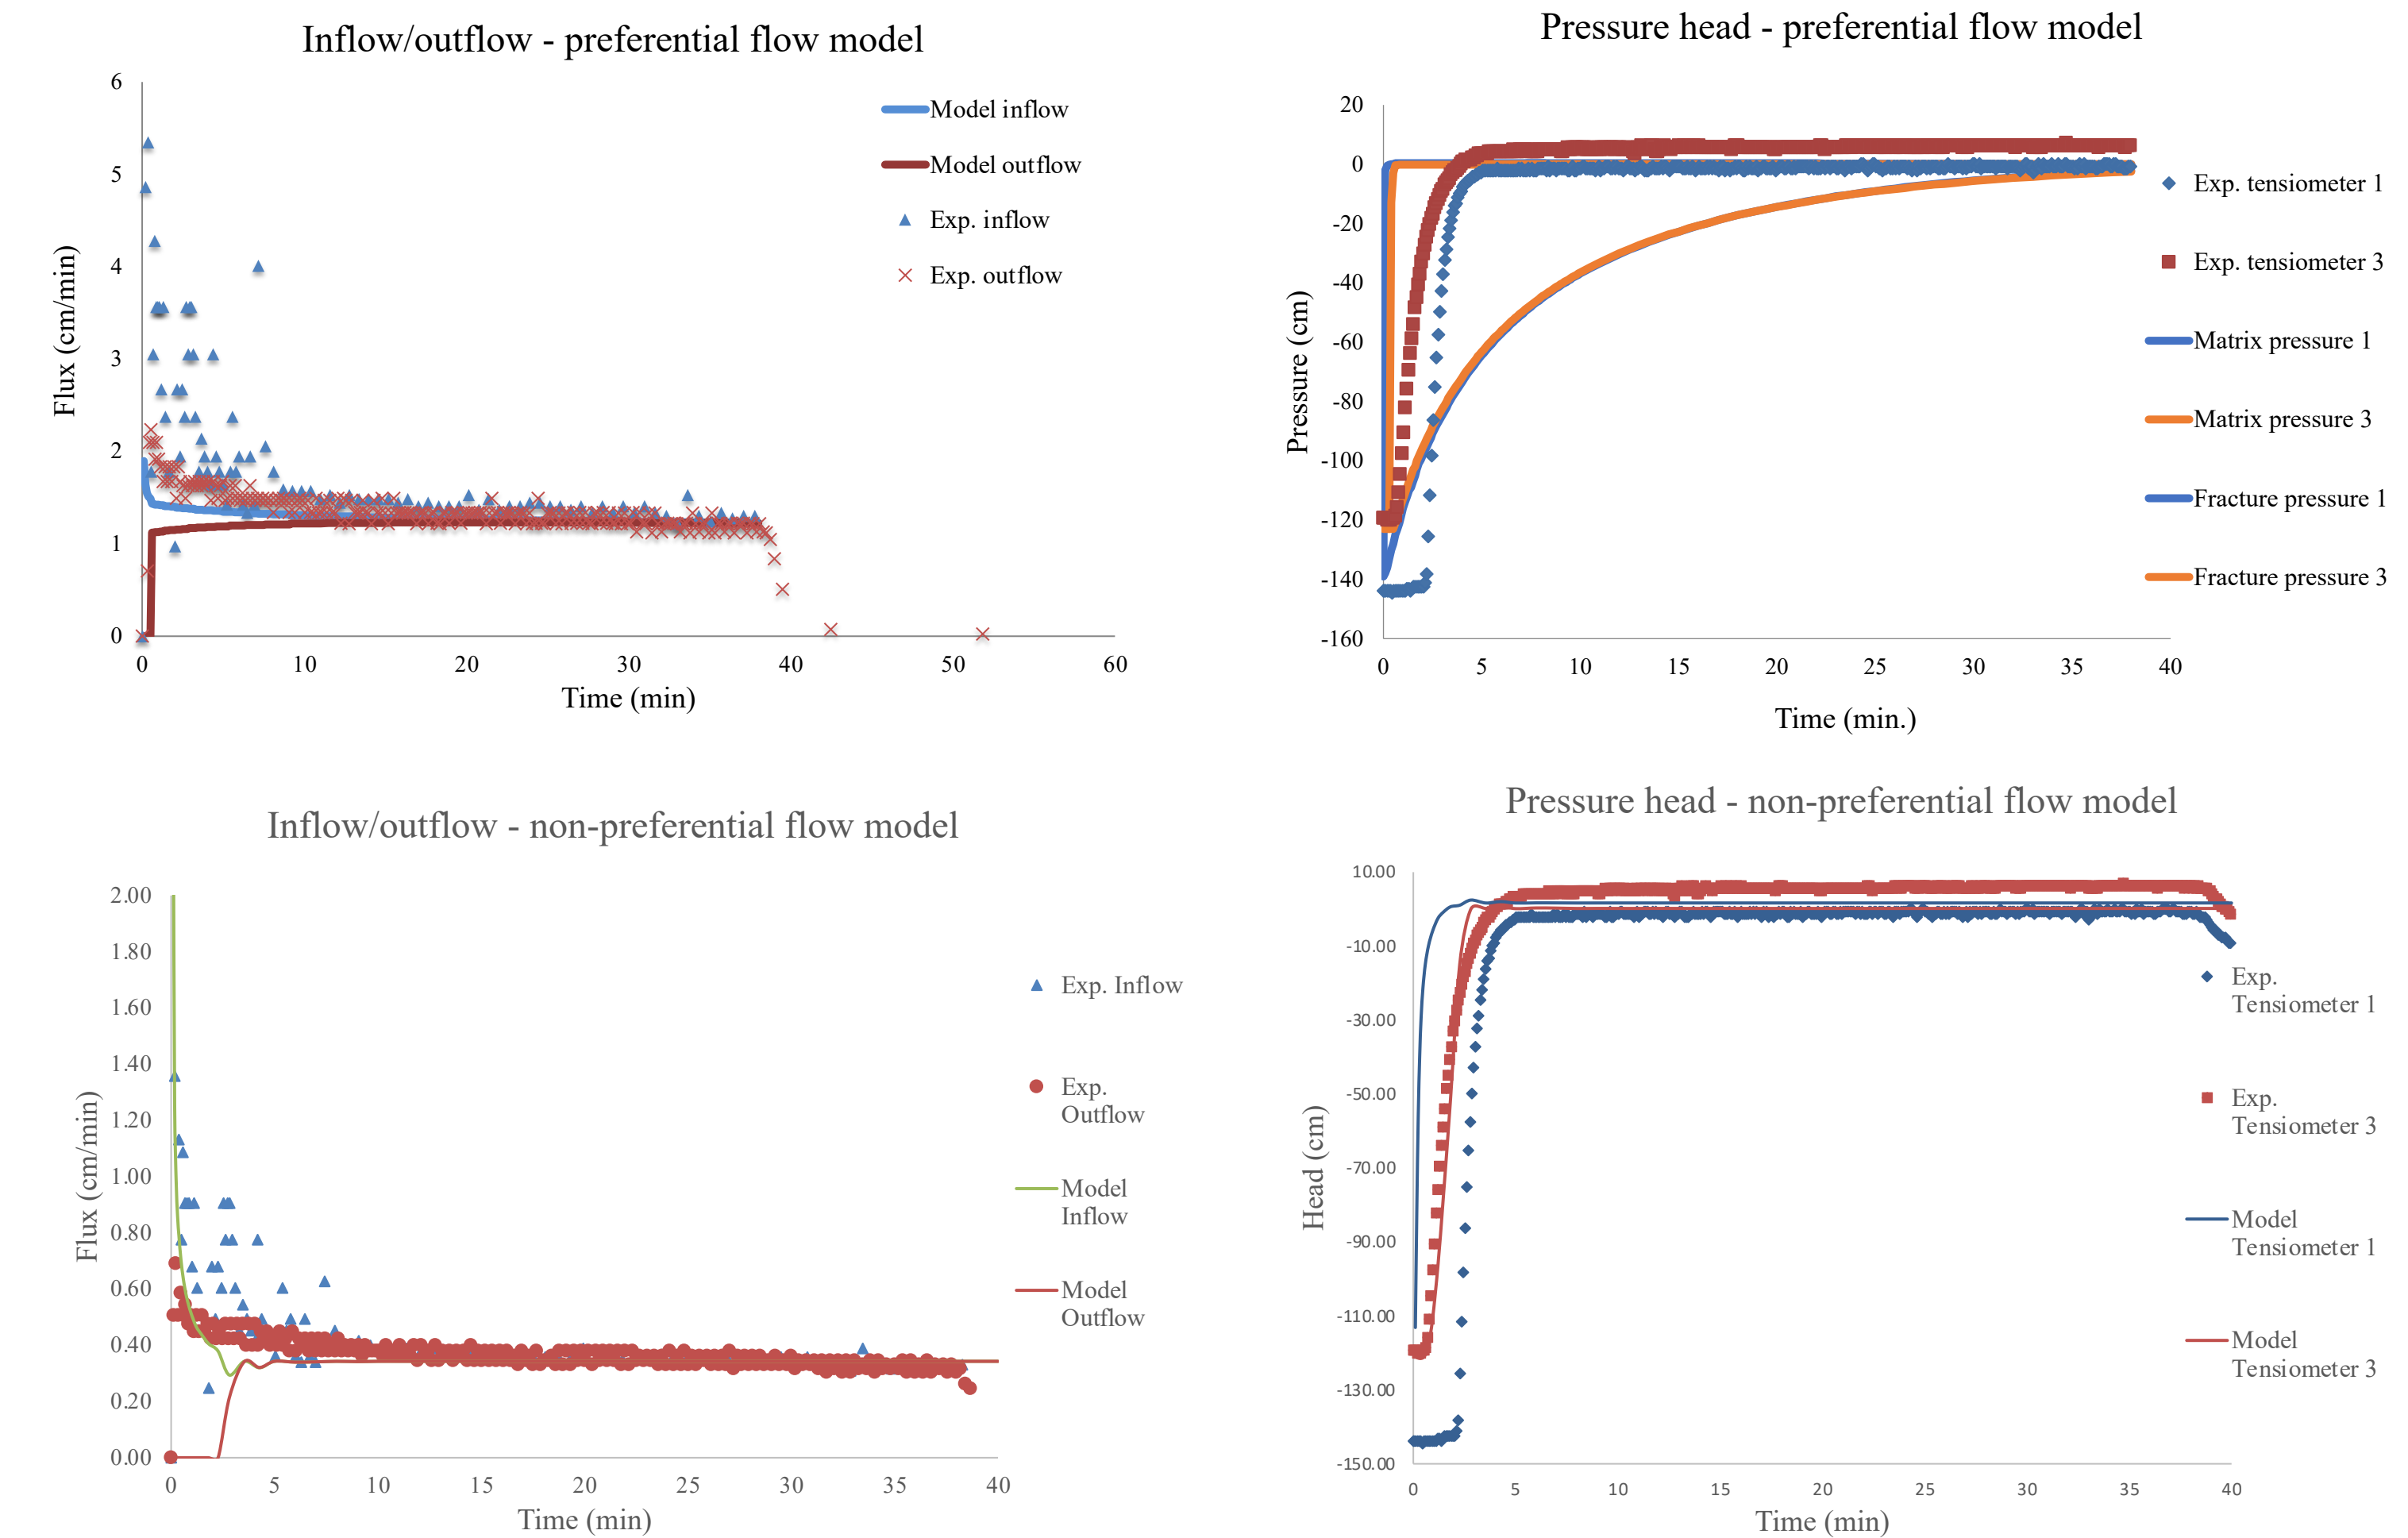 Inflow/outflow - preferential flow model
6
5
4
3
2
1
0
0 10 20 30 40 50 60
Flux (cm/min)
Time (min)
Model inflow
Model outflow
Exp. inflow
Exp. outflow
Pressure head - preferential flow model
20
0
-20
-40
-60
-80
-100
-120
-140
-160
0 5 10 15 20 25 30 35 40
Pressure (cm)
Time (min.)
Exp. tensiometer 1
Exp. tensiometer 3
Matrix pressure 1
Matrix pressure 3
Fracture pressure 1
Fracture pressure 3
Inflow/outflow - non-preferential flow model
2.00
1.80
1.60
1.40
1.20
1.00
0.80
0.60
0.40
0.20
0.00
0 5 10 15 20 25 30 35 40
Flux (cm/min)
Time (min)
Exp. Inflow
Exp.
Outflow
Model
Inflow
Model
Outflow
Pressure head - non-preferential flow model
10.00
-10.00
-30.00
-50.00
-70.00
-90.00
-110.00
-130.00
-150.00
0 5 10 15 20 25 30 35 40
Head (cm)
Time (min)
Exp.
Tensiometer 1
Exp.
Tensiometer 3
Model
Tensiometer 1
Model
Tensiometer 3